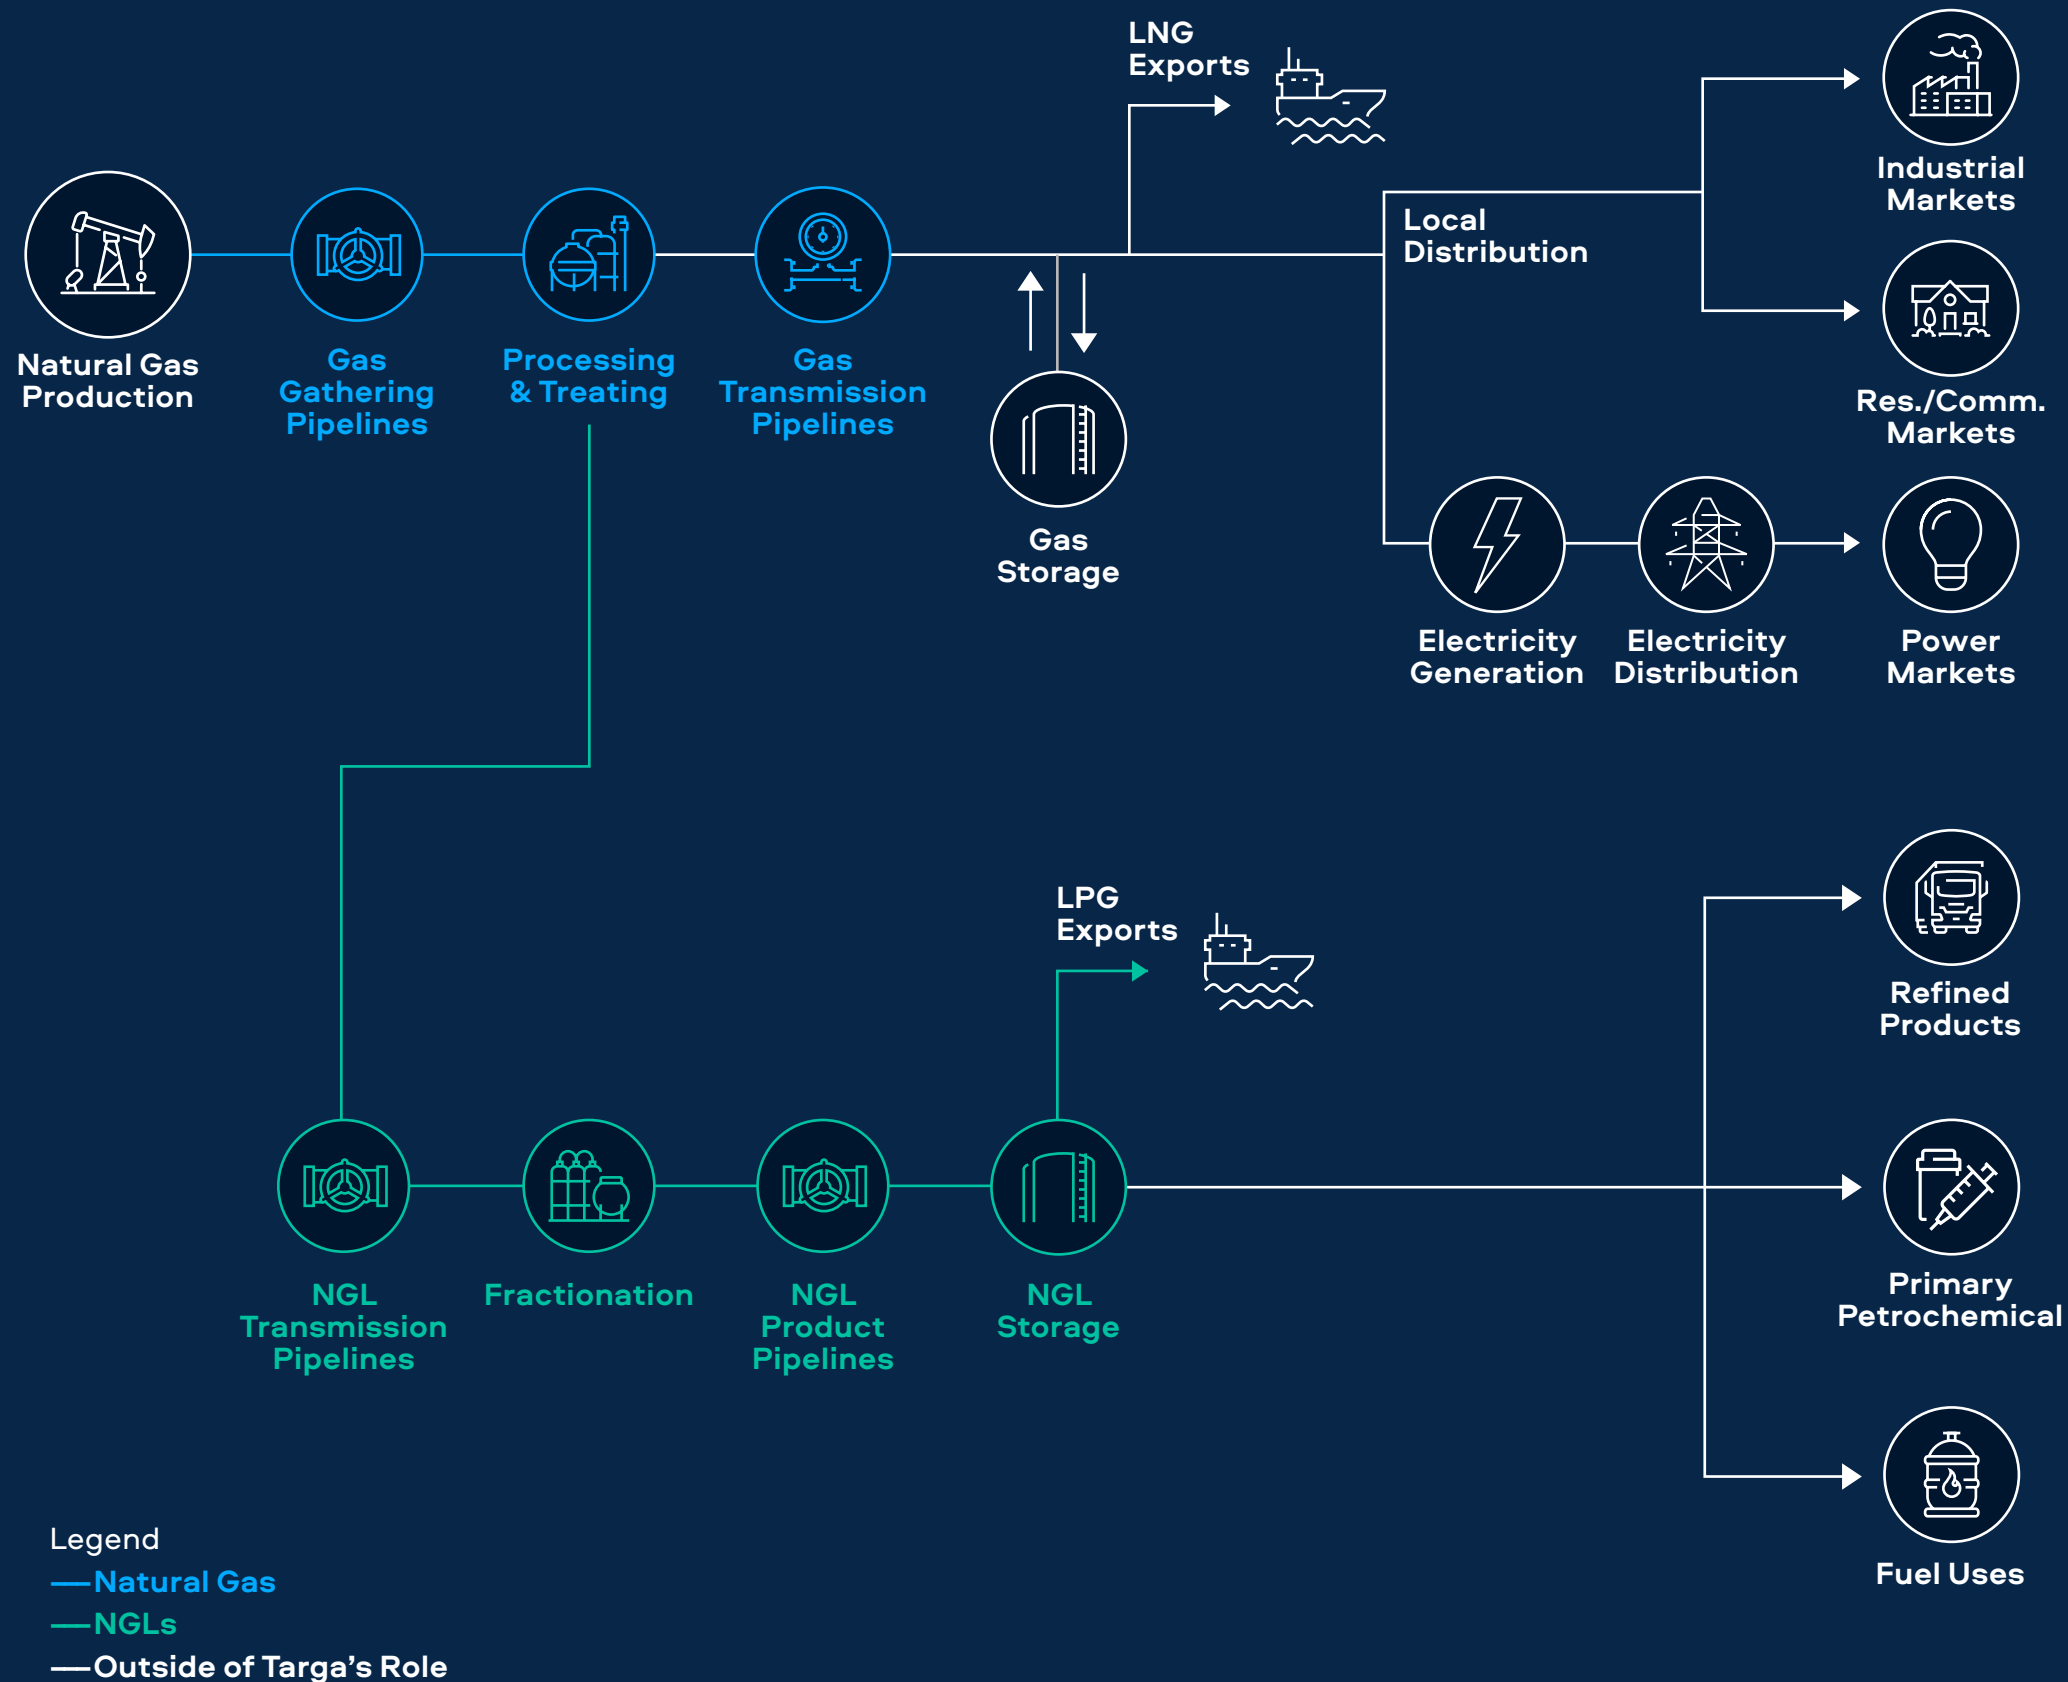 LNG
Exports
Industrial
Markets
Local
Distribution
Natural Gas
Production
Gas
Gathering
Pipelines
Processing
& Treating
Gas
Transmission
Pipelines
Res./Comm.
Markets
Gas
Storage
Electricity
Generation
Electricity
Distribution
Power
Markets
LPG
Exports
Refined
Products
NGL
Transmission
Pipelines
Fractionation
NGL
Product
Pipelines
NGL
Storage
Primary
Petrochemical
Fuel Uses
Legend
Natural Gas
NGLs
Outside of Targa’s Role